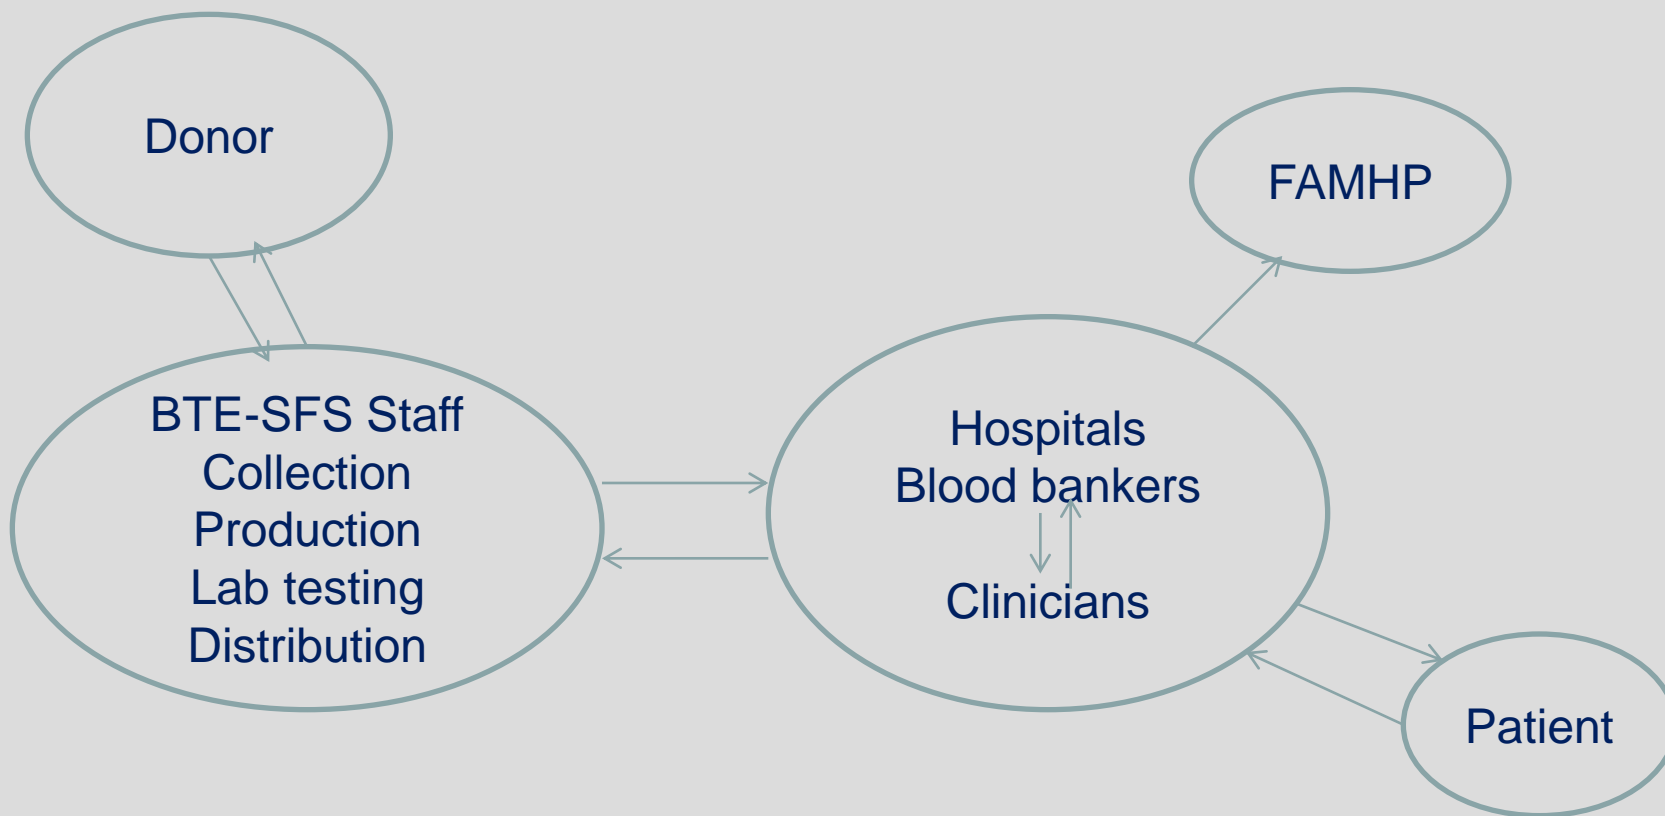 Donor
FAMHP
BTE-SFS Staff
Collection
Production
Lab testing
Distribution
Hospitals
Blood bankers
Clinicians
Patient